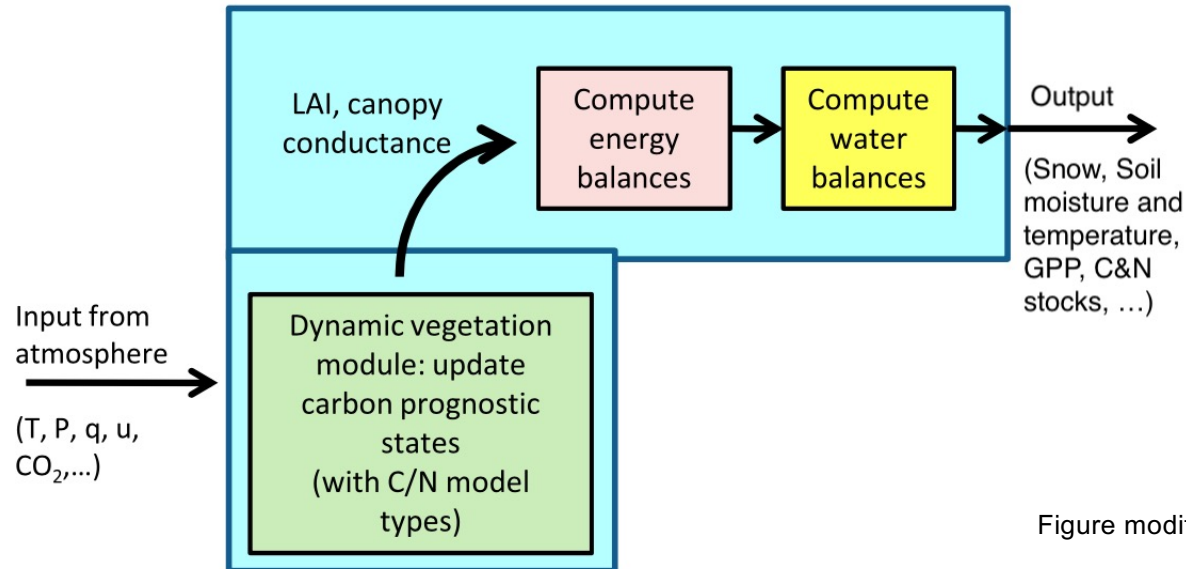 LAI, canopy
conductance
Compute
energy
balances
Compute
water
balances
Output
(Snow, Soil
moisture and
temperature,
GPP, C&N
stocks, …)
Input from
atmosphere
(T, P, q, u,
CO₂,…)
Dynamic vegetation
module: update
carbon prognostic
states
(with C/N model
types)
Figure